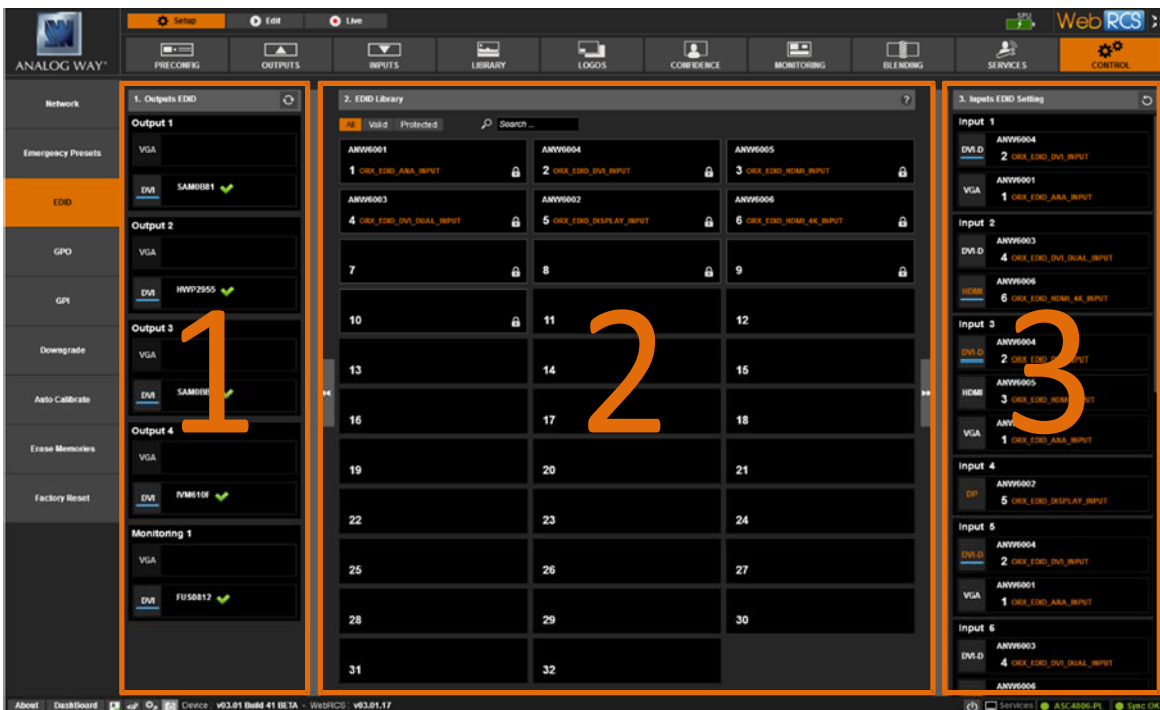 Setup Edit Live SPU WebRCS
ANALOG WAY
PRECONFIG OUTPUTS INPUTS LIBRARY LOGOS CONFIDENCE MONITORING BLENDING SERVICES CONTROL
Network
Emergency Presets
EDID
GPO
GPI
Downgrade
Auto Calibrate
Erase Memories
Factory Reset
1. Outputs EDID
Output 1
VGA
DVI SAM0B81
Output 2
VGA
DVI HWP2955
Output 3
VGA
DVI
Output 4
VGA
DVI IVM610F
Monitoring 1
VGA
DVI FUS0812
1
2. EDID Library ?
All Valid Protected Search ...
ANW6001 ANW6004 ANW6005
1 ORX_EDID_ANA_INPUT 2 ORX_EDID_DVI_INPUT 3 ORX_EDID_HDMI_INPUT
ANW6003 ANW6002 ANW6006
4 ORX_EDID_DVI_DUAL_INPUT 5 ORX_EDID_DISPLAY_INPUT 6 ORX_EDID_HDMI_4K_INPUT
7 8 9
10 11 12
13 14 15
16 17 18
19 20 21
22 23 24
25 26 27
28 29 30
31 32
2
3. Inputs EDID Setting
Input 1
ANW6004
DVI-D 2 ORX_EDID_DVI_INPUT
ANW6001
VGA 1 ORX_EDID_ANA_INPUT
Input 2
ANW6003
DVI-D 4 ORX_EDID_DVI_DUAL_INPUT
ANW6006
HDMI 6 ORX_EDID_HDMI_4K_INPUT
Input 3
ANW6004
DVI-D 2
ANW6005
HDMI 3
VGA 1 ORX_EDID_ANA_INPUT
Input 4
ANW6002
DP 5 ORX_EDID_DISPLAY_INPUT
Input 5
ANW6004
DVI-D 2 ORX_EDID_DVI_INPUT
ANW6001
VGA 1 ORX_EDID_ANA_INPUT
Input 6
ANW6003
DVI-D 4 ORX_EDID_DVI_DUAL_INPUT
ANW6006
3
About DashBoard Device : v03.01 Build 41 BETA - WebRCS : v03.01.17 Services ASC4806-PL Sync OK